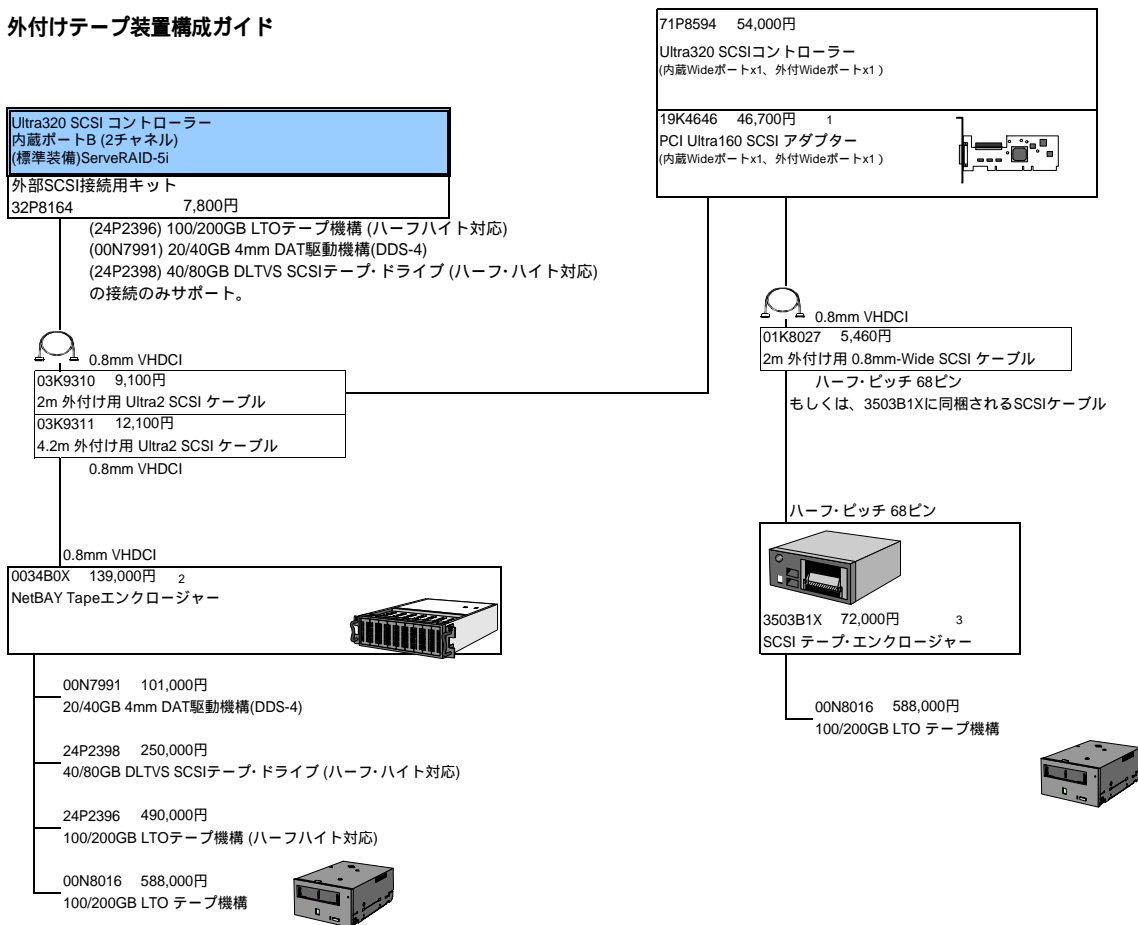 外付けテープ装置構成ガイド
71P8594 54,000円
Ultra320 SCSIコントローラー
(内蔵Wideポートx1、外付Wideポートx1 )
19K4646 46,700円 1
PCI Ultra160 SCSI アダプター
(内蔵Wideポートx1、外付Wideポートx1 )
Ultra320 SCSI コントローラー
内蔵ポートB (2チャネル)
(標準装備)ServeRAID-5i
外部SCSI接続用キット
32P8164 7,800円
(24P2396) 100/200GB LTOテープ機構 (ハーフハイト対応)
(00N7991) 20/40GB 4mm DAT駆動機構(DDS-4)
(24P2398) 40/80GB DLTVS SCSIテープ・ドライブ (ハーフ・ハイト対応)
の接続のみサポート。
0.8mm VHDCI
03K9310 9,100円
2m 外付け用 Ultra2 SCSI ケーブル
03K9311 12,100円
4.2m 外付け用 Ultra2 SCSI ケーブル
0.8mm VHDCI
0.8mm VHDCI
01K8027 5,460円
2m 外付け用 0.8mm-Wide SCSI ケーブル
ハーフ・ピッチ 68ピン
もしくは、3503B1Xに同梱されるSCSIケーブル
0.8mm VHDCI
0034B0X 139,000円 2
NetBAY Tapeエンクロージャー
ハーフ・ピッチ 68ピン
3503B1X 72,000円 3
SCSI テープ・エンクロージャー
00N7991 101,000円
20/40GB 4mm DAT駆動機構(DDS-4)
24P2398 250,000円
40/80GB DLTVS SCSIテープ・ドライブ (ハーフ・ハイト対応)
24P2396 490,000円
100/200GB LTOテープ機構 (ハーフハイト対応)
00N8016 588,000円
100/200GB LTO テープ機構
00N8016 588,000円
100/200GB LTO テープ機構